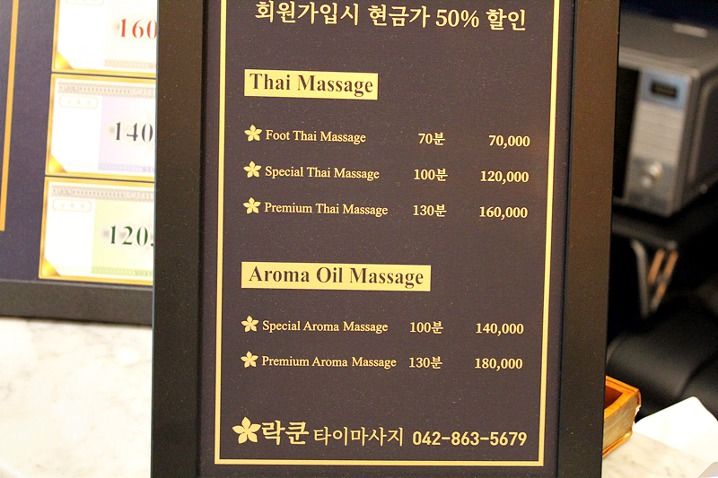 회원가입시 현금가 50% 할인
Thai Massage
Foot Thai Massage 70분 70,000
Special Thai Massage 100분 120,000
Premium Thai Massage 130분 160,000
Aroma Oil Massage
Special Aroma Massage 100분 140,000
Premium Aroma Massage 130분 180,000
락쿤 타이마사지 042-863-5679
160
140
120